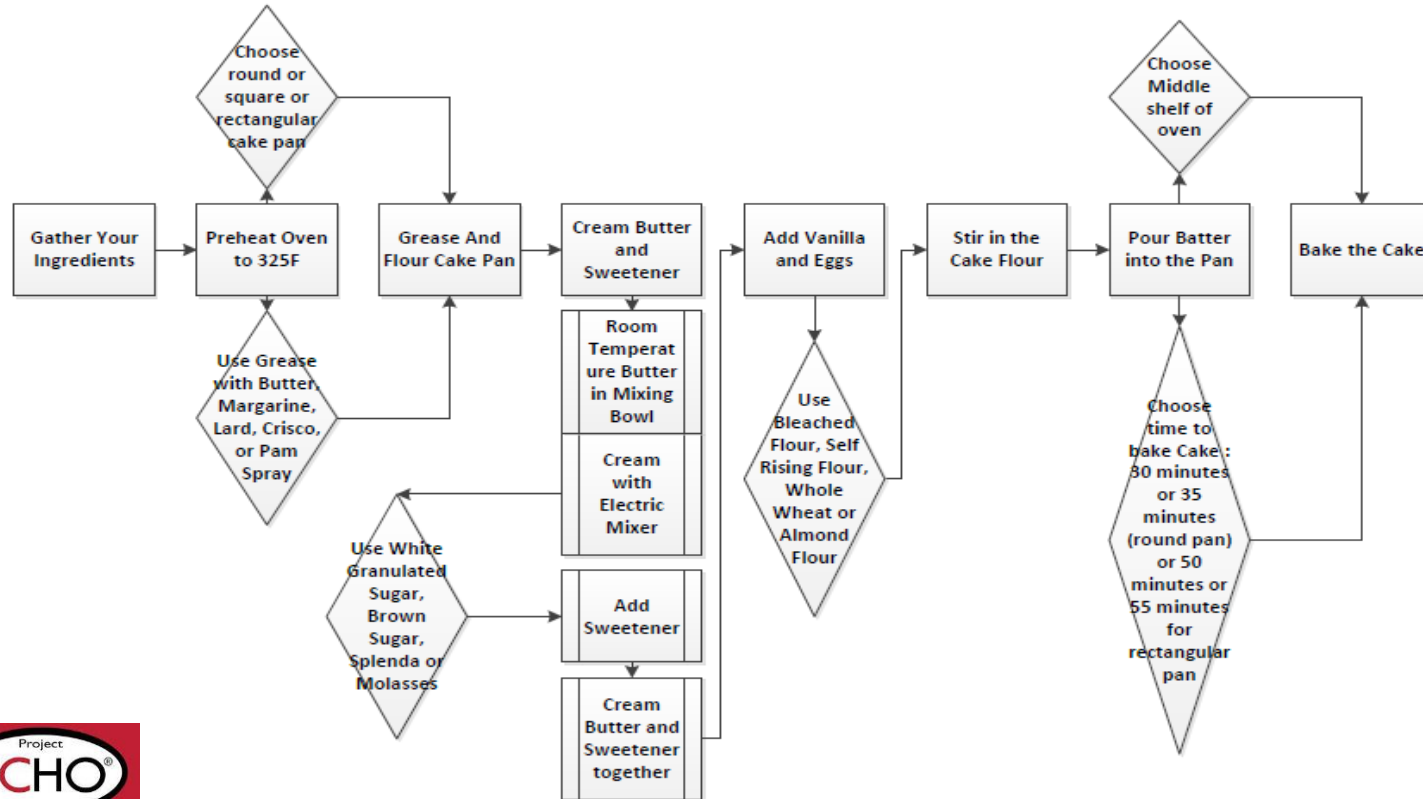 Choose
round or
square or
rectangular
cake pan
Gather Your
Ingredients
Preheat Oven
to 325F
Use Grease
with Butter,
Margarine,
Lard, Crisco,
or Pam
Spray
Grease And
Flour Cake Pan
Cream Butter
and
Sweetener
Room
Temperat
ure Butter
in Mixing
Bowl
Cream
with
Electric
Mixer
Use White
Granulated
Sugar,
Brown
Sugar,
Splenda or
Molasses
Add
Sweetener
Cream
Butter and
Sweetener
together
Add Vanilla
and Eggs
Use
Bleached
Flour, Self
Rising Flour,
Whole
Wheat or
Almond
Flour
Stir in the
Cake Flour
Pour Batter
into the Pan
Choose
Middle
shelf of
oven
Choose
time to
bake Cake :
30 minutes
or 35
minutes
(round pan)
or 50
minutes or
55 minutes
for
rectangular
pan
Bake the Cake
Project
CHO®